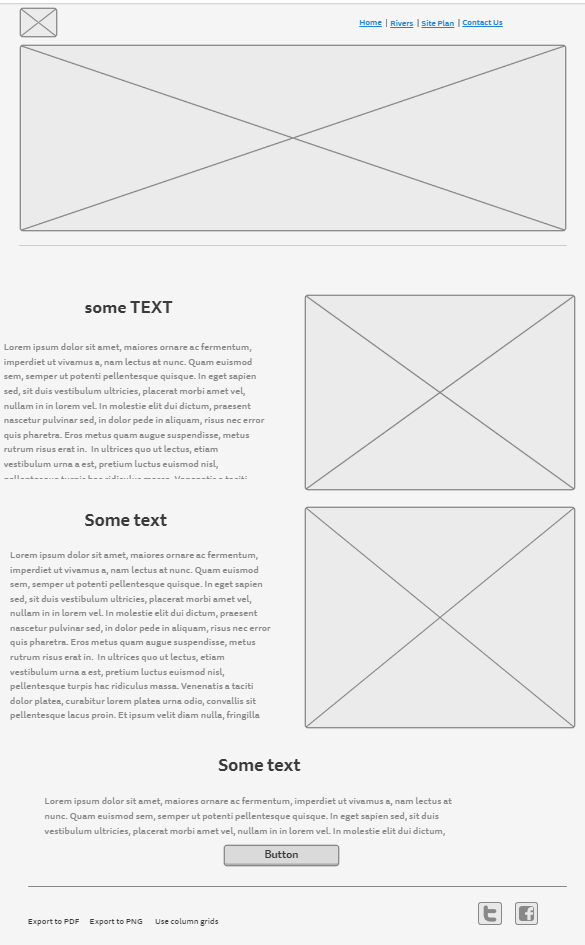 Home | Rivers | Site Plan | Contact Us
some TEXT
Lorem ipsum dolor sit amet, maiores ornare ac fermentum,
imperdiet ut vivamus a, nam lectus at nunc. Quam euismod
sem, semper ut potenti pellentesque quisque. In eget sapien
sed, sit duis vestibulum ultricies, placerat morbi amet vel,
nullam in in lorem vel. In molestie elit dui dictum, praesent
nascetur pulvinar sed, in dolor pede in aliquam, risus nec error
quis pharetra. Eros metus quam augue suspendisse, metus
rutrum risus erat in.  In ultrices quo ut lectus, etiam
vestibulum urna a est, pretium luctus euismod nisl,
pellentesque turpis hac ridiculus massa. Venenatis a taciti
Some text
Lorem ipsum dolor sit amet, maiores ornare ac fermentum,
imperdiet ut vivamus a, nam lectus at nunc. Quam euismod
sem, semper ut potenti pellentesque quisque. In eget sapien
sed, sit duis vestibulum ultricies, placerat morbi amet vel,
nullam in in lorem vel. In molestie elit dui dictum, praesent
nascetur pulvinar sed, in dolor pede in aliquam, risus nec error
quis pharetra. Eros metus quam augue suspendisse, metus
rutrum risus erat in.  In ultrices quo ut lectus, etiam
vestibulum urna a est, pretium luctus euismod nisl,
pellentesque turpis hac ridiculus massa. Venenatis a taciti
dolor platea, curabitur lorem platea urna odio, convallis sit
pellentesque lacus proin. Et ipsum velit diam nulla, fringilla
Some text
Lorem ipsum dolor sit amet, maiores ornare ac fermentum, imperdiet ut vivamus a, nam lectus at
nunc. Quam euismod sem, semper ut potenti pellentesque quisque. In eget sapien sed, sit duis
vestibulum ultricies, placerat morbi amet vel, nullam in in lorem vel. In molestie elit dui dictum,
Button
Export to PDF Export to PNG Use column grids